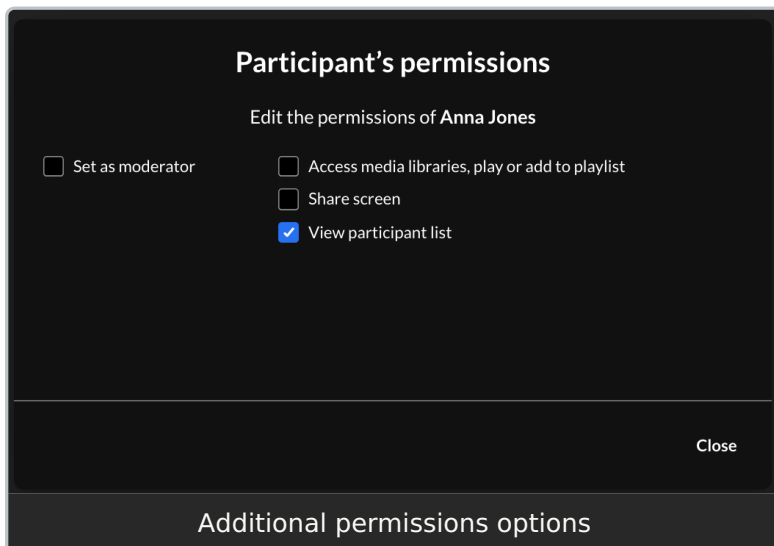 Participant’s permissions
Edit the permissions of Anna Jones
Set as moderator
Access media libraries, play or add to playlist
Share screen
View participant list
Close
Additional permissions options